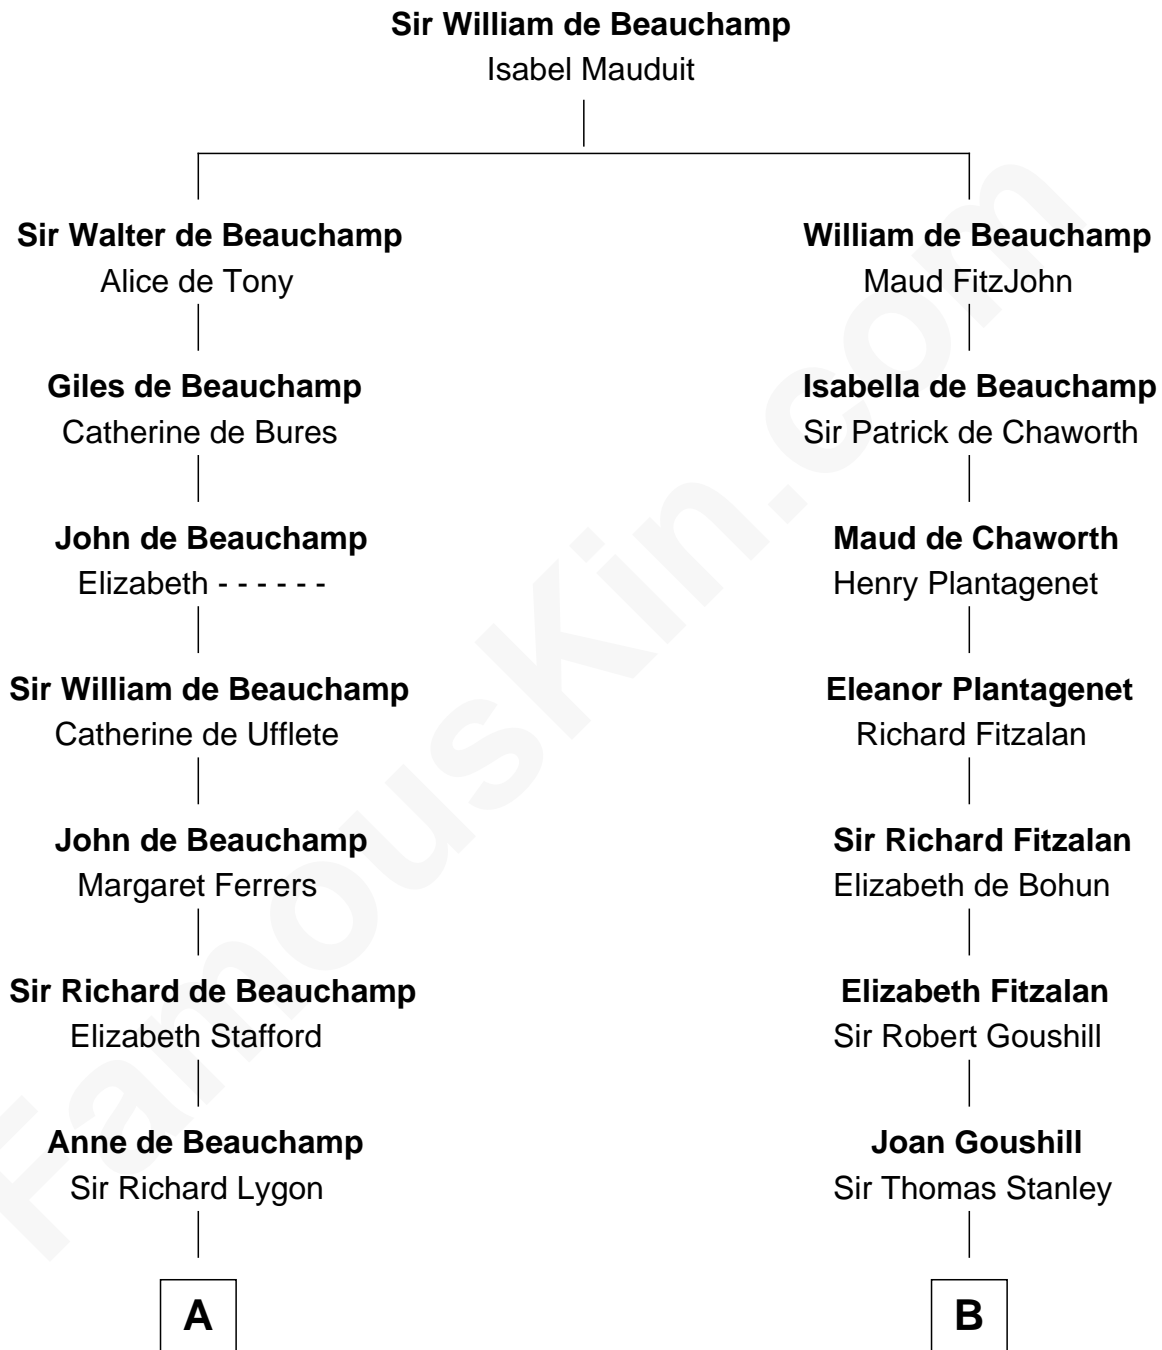 Sir William de Beauchamp
Isabel Mauduit
Sir Walter de Beauchamp
Alice de Tony
William de Beauchamp
Maud FitzJohn
Giles de Beauchamp
Catherine de Bures
Isabella de Beauchamp
Sir Patrick de Chaworth
John de Beauchamp
Elizabeth - - - - - -
Maud de Chaworth
Henry Plantagenet
Sir William de Beauchamp
Catherine de Ufflete
Eleanor Plantagenet
Richard Fitzalan
John de Beauchamp
Margaret Ferrers
Sir Richard Fitzalan
Elizabeth de Bohun
Sir Richard de Beauchamp
Elizabeth Stafford
Elizabeth Fitzalan
Sir Robert Goushill
Anne de Beauchamp
Sir Richard Lygon
Joan Goushill
Sir Thomas Stanley
A
B
FamousKin.com